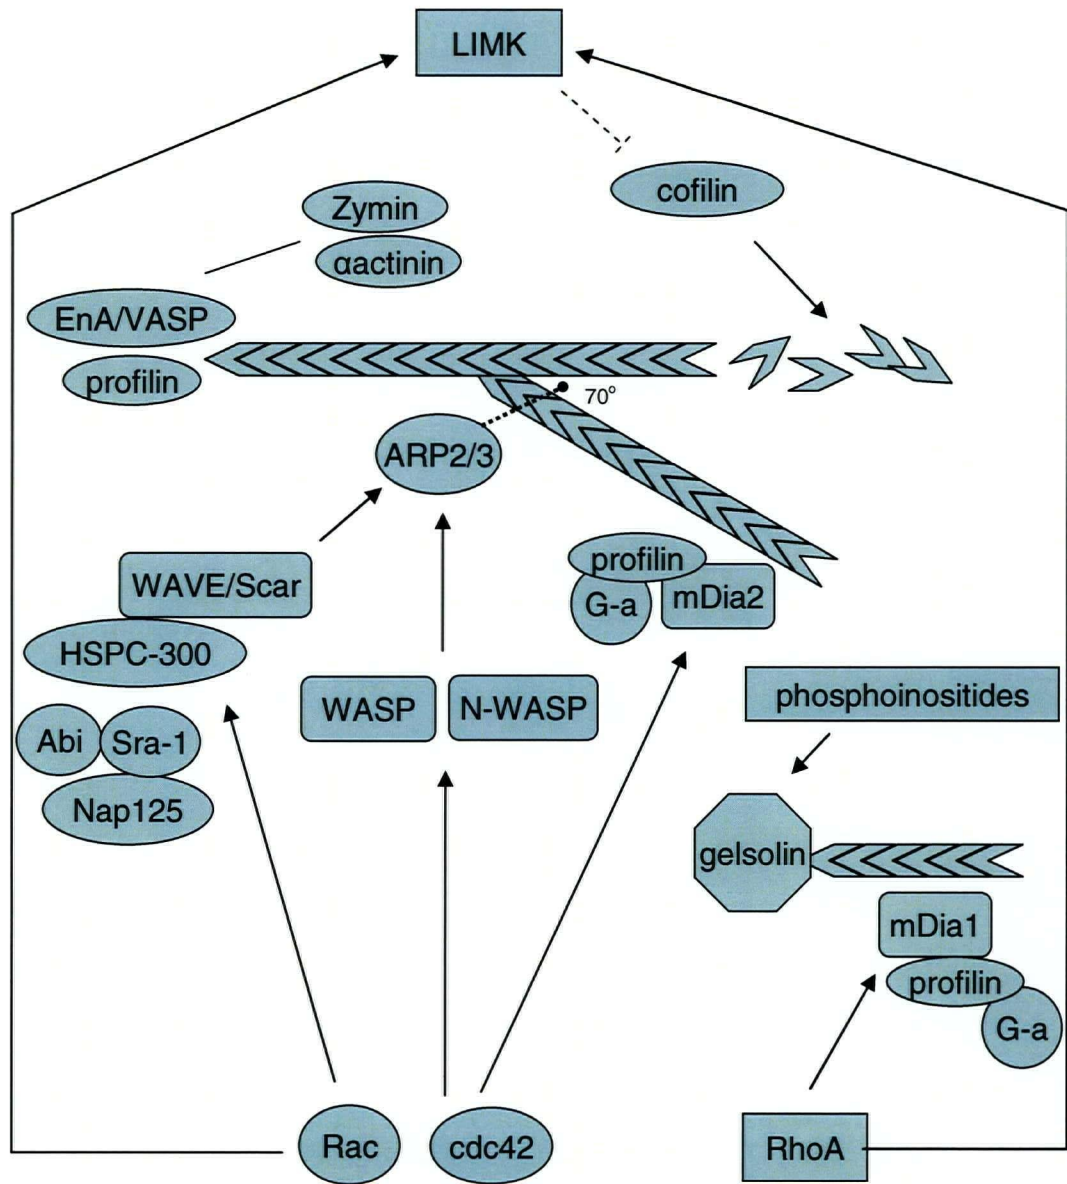 LIMK
cofilin
Zymin
αactinin
EnA/VASP
profilin
70°
ARP2/3
WAVE/Scar
HSPC-300
Abi
Sra-1
Nap125
WASP
N-WASP
profilin
G-a
mDia2
phosphoinositides
gelsolin
mDia1
profilin
G-a
Rac
cdc42
RhoA